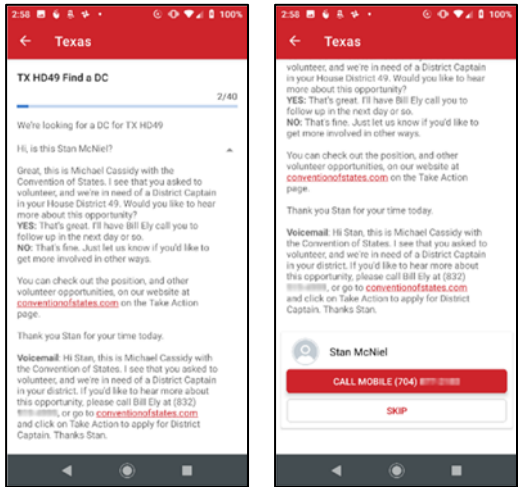 2:58
100%
Texas
TX HD49 Find a DC
2/40
We're looking for a DC for TX HD49
Hi, is this Stan McNiel?
Great, this is Michael Cassidy with the
Convention of States. I see that you asked to
volunteer, and we're in need of a District Captain
in your House District 49. Would you like to hear
more about this opportunity?
YES: That's great. I'll have Bill Ely call you to
follow up in the next day or so.
NO: That's fine. Just let us know if you'd like to
get more involved in other ways.
You can check out the position, and other
volunteer opportunities, on our website at
conventionofstates.com on the Take Action
page.
Thank you Stan for your time today.
Voicemail: Hi Stan, this is Michael Cassidy with
the Convention of States. I see that you asked to
volunteer, and we're in need of a District Captain
in your district. If you'd like to hear more about
this opportunity, please call Bill Ely at (832)
, or go to conventionofstates.com
and click on Take Action to apply for District
Captain. Thanks Stan.
2:58
100%
Texas
volunteer, and we're in need of a District Captain
in your House District 49. Would you like to hear
more about this opportunity?
YES: That's great. I'll have Bill Ely call you to
follow up in the next day or so.
NO: That's fine. Just let us know if you'd like to
get more involved in other ways.
You can check out the position, and other
volunteer opportunities, on our website at
conventionofstates.com on the Take Action
page.
Thank you Stan for your time today.
Voicemail: Hi Stan, this is Michael Cassidy with
the Convention of States. I see that you asked to
volunteer, and we're in need of a District Captain
in your district. If you'd like to hear more about
this opportunity, please call Bill Ely at (832)
, or go to conventionofstates.com
and click on Take Action to apply for District
Captain. Thanks Stan.
Stan McNiel
CALL MOBILE (704)
SKIP